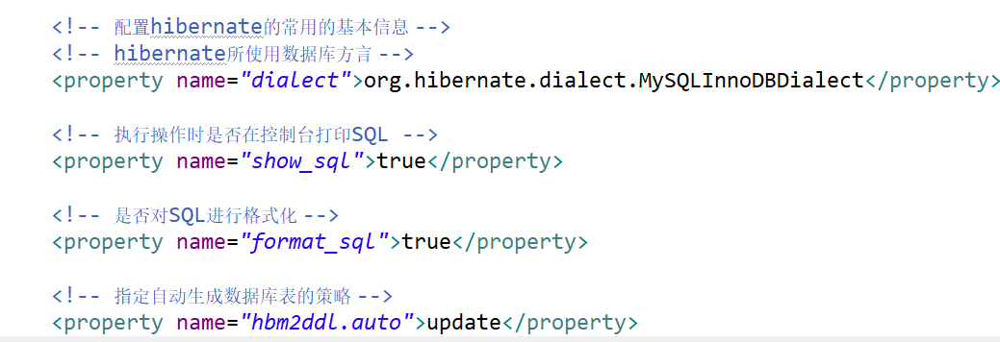 <!-- 配置hibernate的常用的基本信息 -->
<!-- hibernate所使用数据库方言 -->
<property name="dialect">org.hibernate.dialect.MySQLInnoDBDialect</property>
<!-- 执行操作时是否在控制台打印SQL  -->
<property name="show_sql">true</property>
<!-- 是否对SQL进行格式化 -->
<property name="format_sql">true</property>
<!-- 指定自动生成数据库表的策略 -->
<property name="hbm2ddl.auto">update</property>